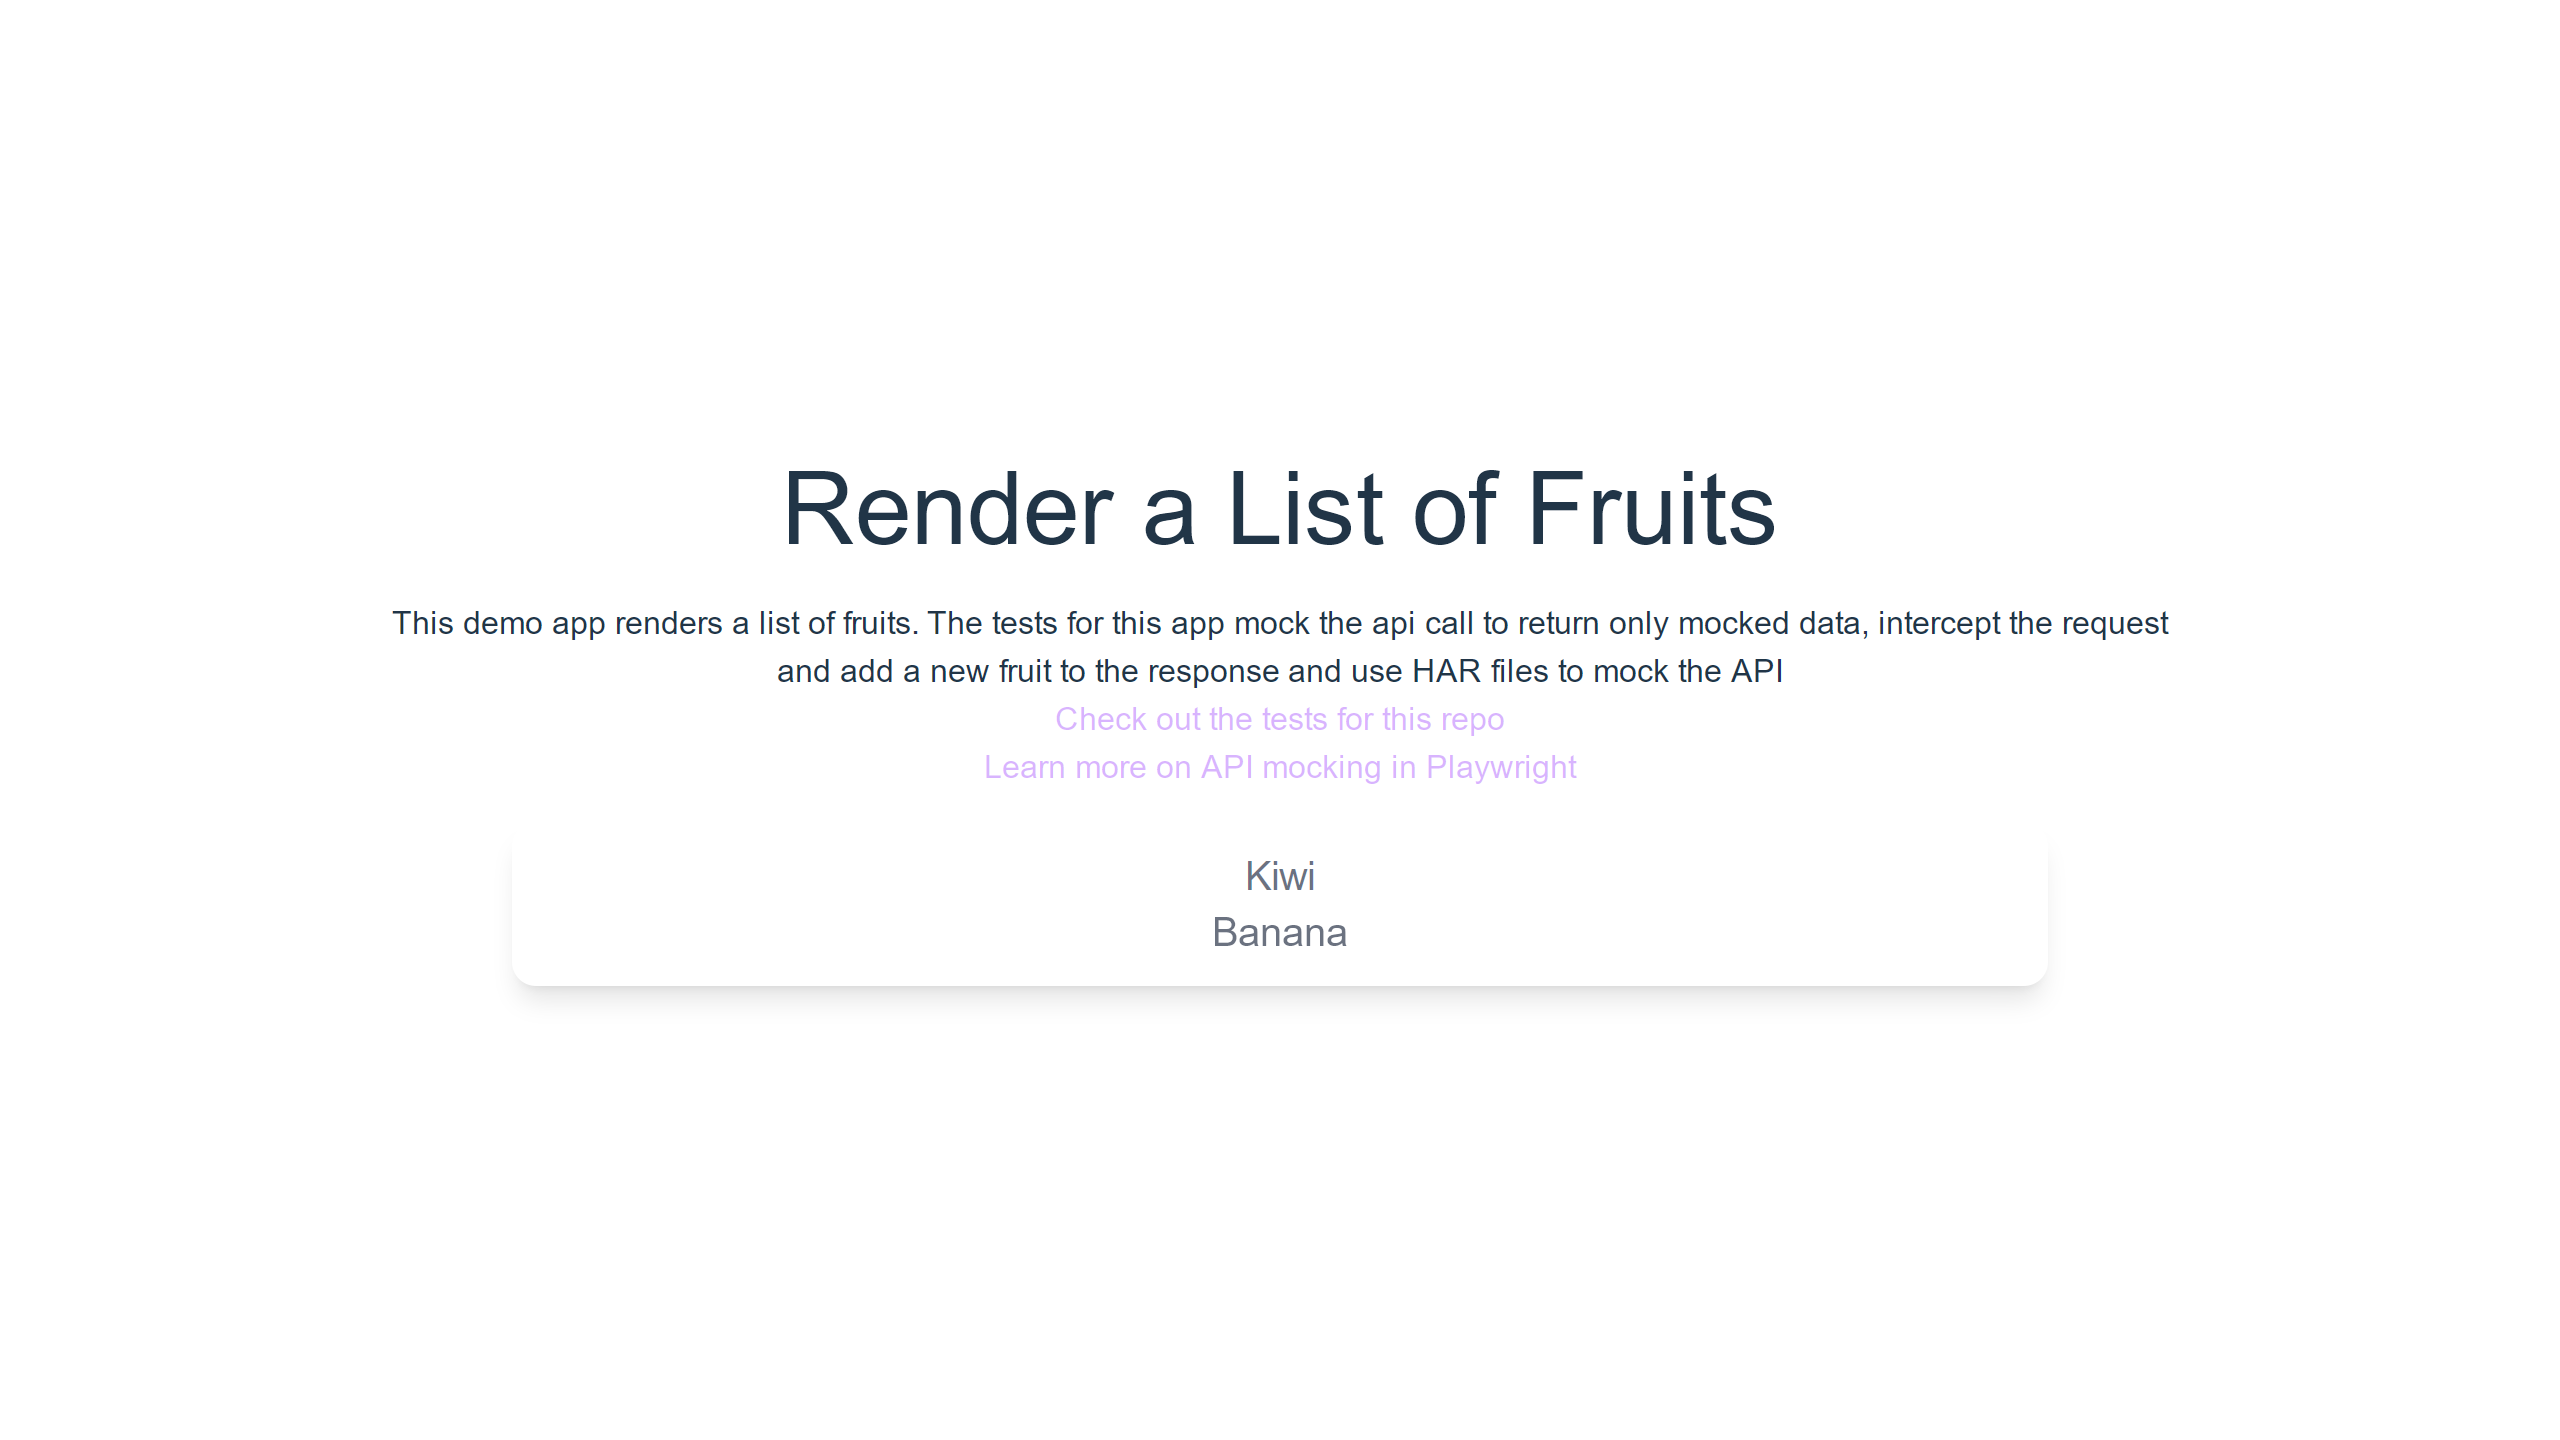 Render a List of Fruits
This demo app renders a list of fruits. The tests for this app mock the api call to return only mocked data, intercept the request
and add a new fruit to the response and use HAR files to mock the API
Check out the tests for this repo
Learn more on API mocking in Playwright
Kiwi
Banana